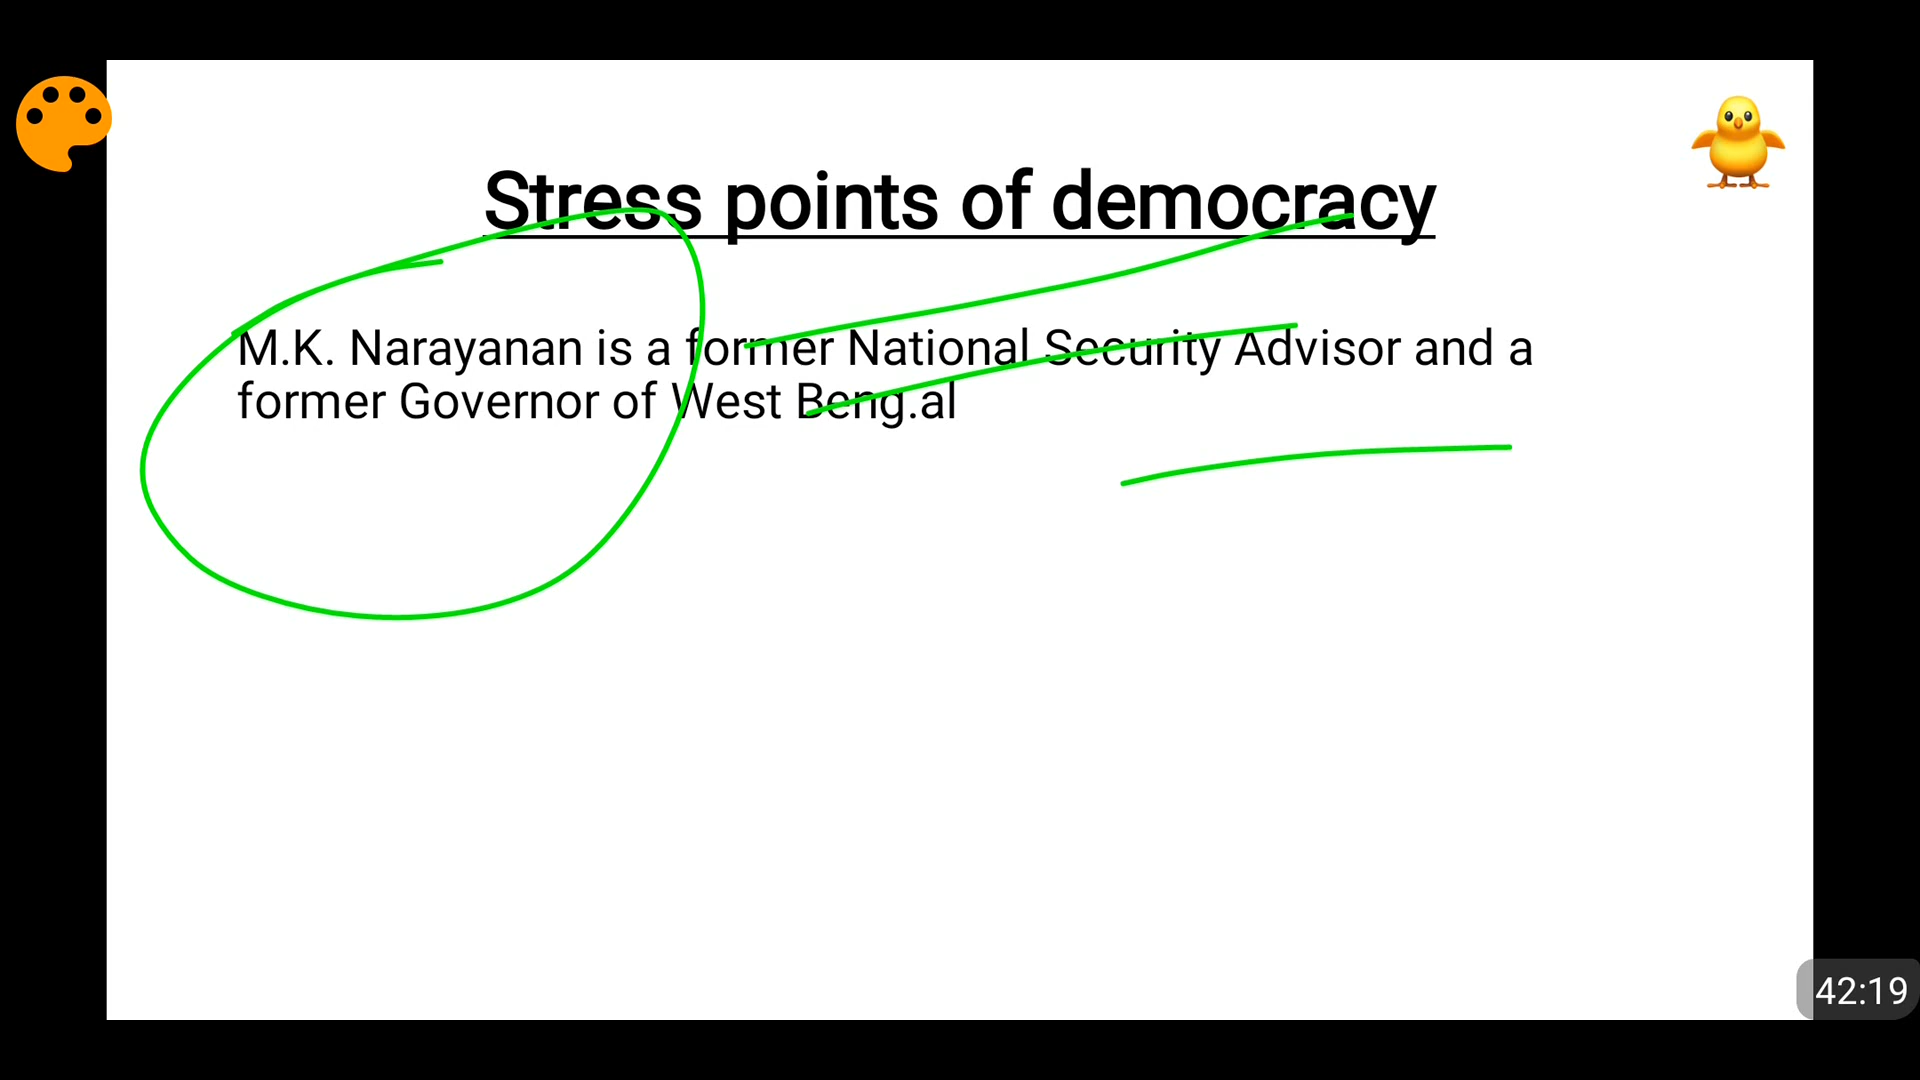 Stress points of democracy
M.K. Narayanan is a former National Security Advisor and a
former Governor of West Beng.al
42:19